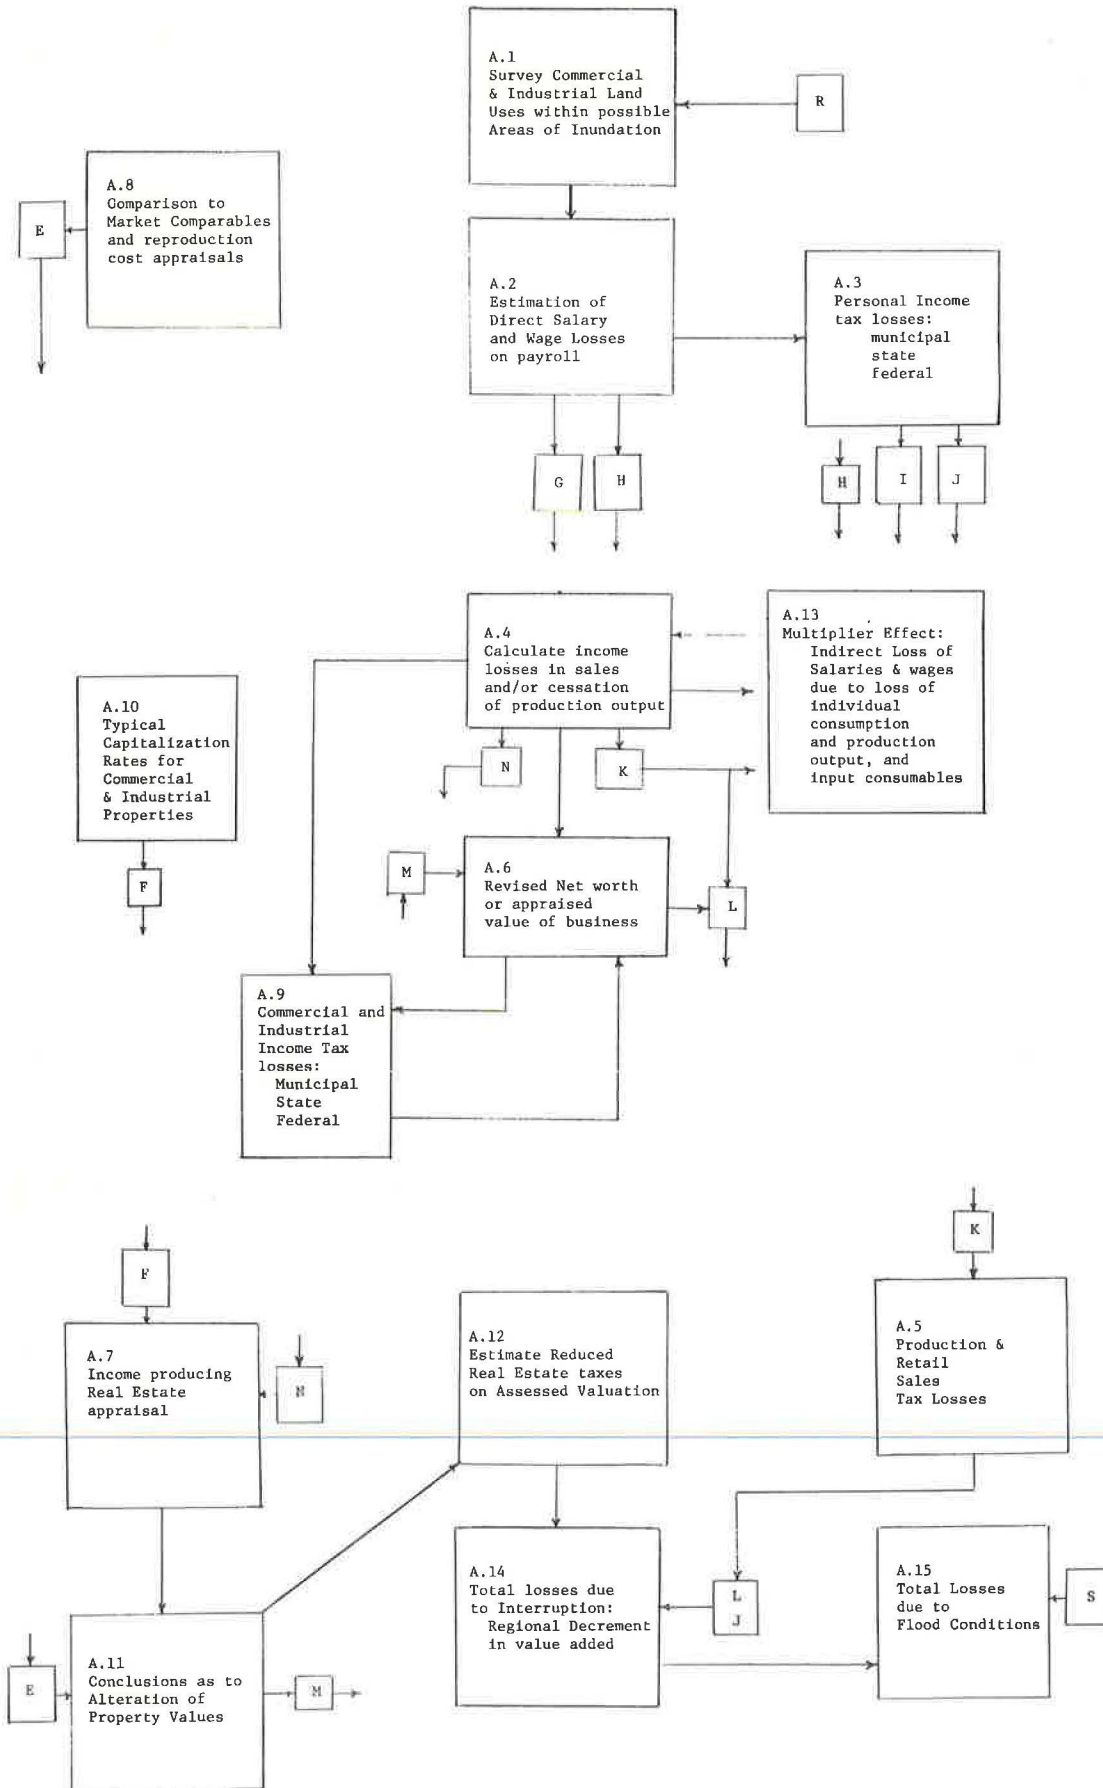 A.1
Survey Commercial
& Industrial Land
Uses within possible
Areas of Inundation
R
A.8
Comparison to
Market Comparables
and reproduction
cost appraisals
E
A.2
Estimation of
Direct Salary
and Wage Losses
on payroll
A.3
Personal Income
tax losses:
municipal
state
federal
G
H
H
I
J
A.4
Calculate income
losses in sales
and/or cessation
of production output
A.13
Multiplier Effect:
Indirect Loss of
Salaries & wages
due to loss of
individual
consumption
and production
output, and
input consumables
A.10
Typical
Capitalization
Rates for
Commercial
& Industrial
Properties
N
K
F
M
A.6
Revised Net worth
or appraised
value of business
L
A.9
Commercial and
Industrial
Income Tax
losses:
Municipal
State
Federal
K
F
A.7
Income producing
Real Estate
appraisal
N
A.12
Estimate Reduced
Real Estate taxes
on Assessed Valuation
A.5
Production &
Retail
Sales
Tax Losses
A.14
Total losses due
to Interruption:
Regional Decrement
in value added
L
J
A.15
Total Losses
due to
Flood Conditions
S
E
A.11
Conclusions as to
Alteration of
Property Values
M